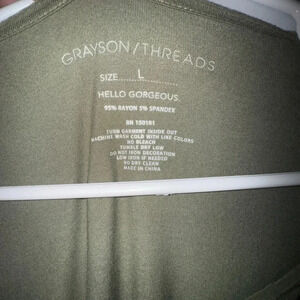 GRAYSON/THREADS
SIZE......L......
HELLO GORGEOUS.
95% RAYON 5% SPANDEX
RN 150181
TURN GARMENT INSIDE OUT
MACHINE WASH COLD WITH LIKE COLORS
NO BLEACH
TUMBLE DRY LOW
DO NOT IRON DECORATION
LOW IRON IF NEEDED
NO DRY CLEAN
MADE IN CHINA